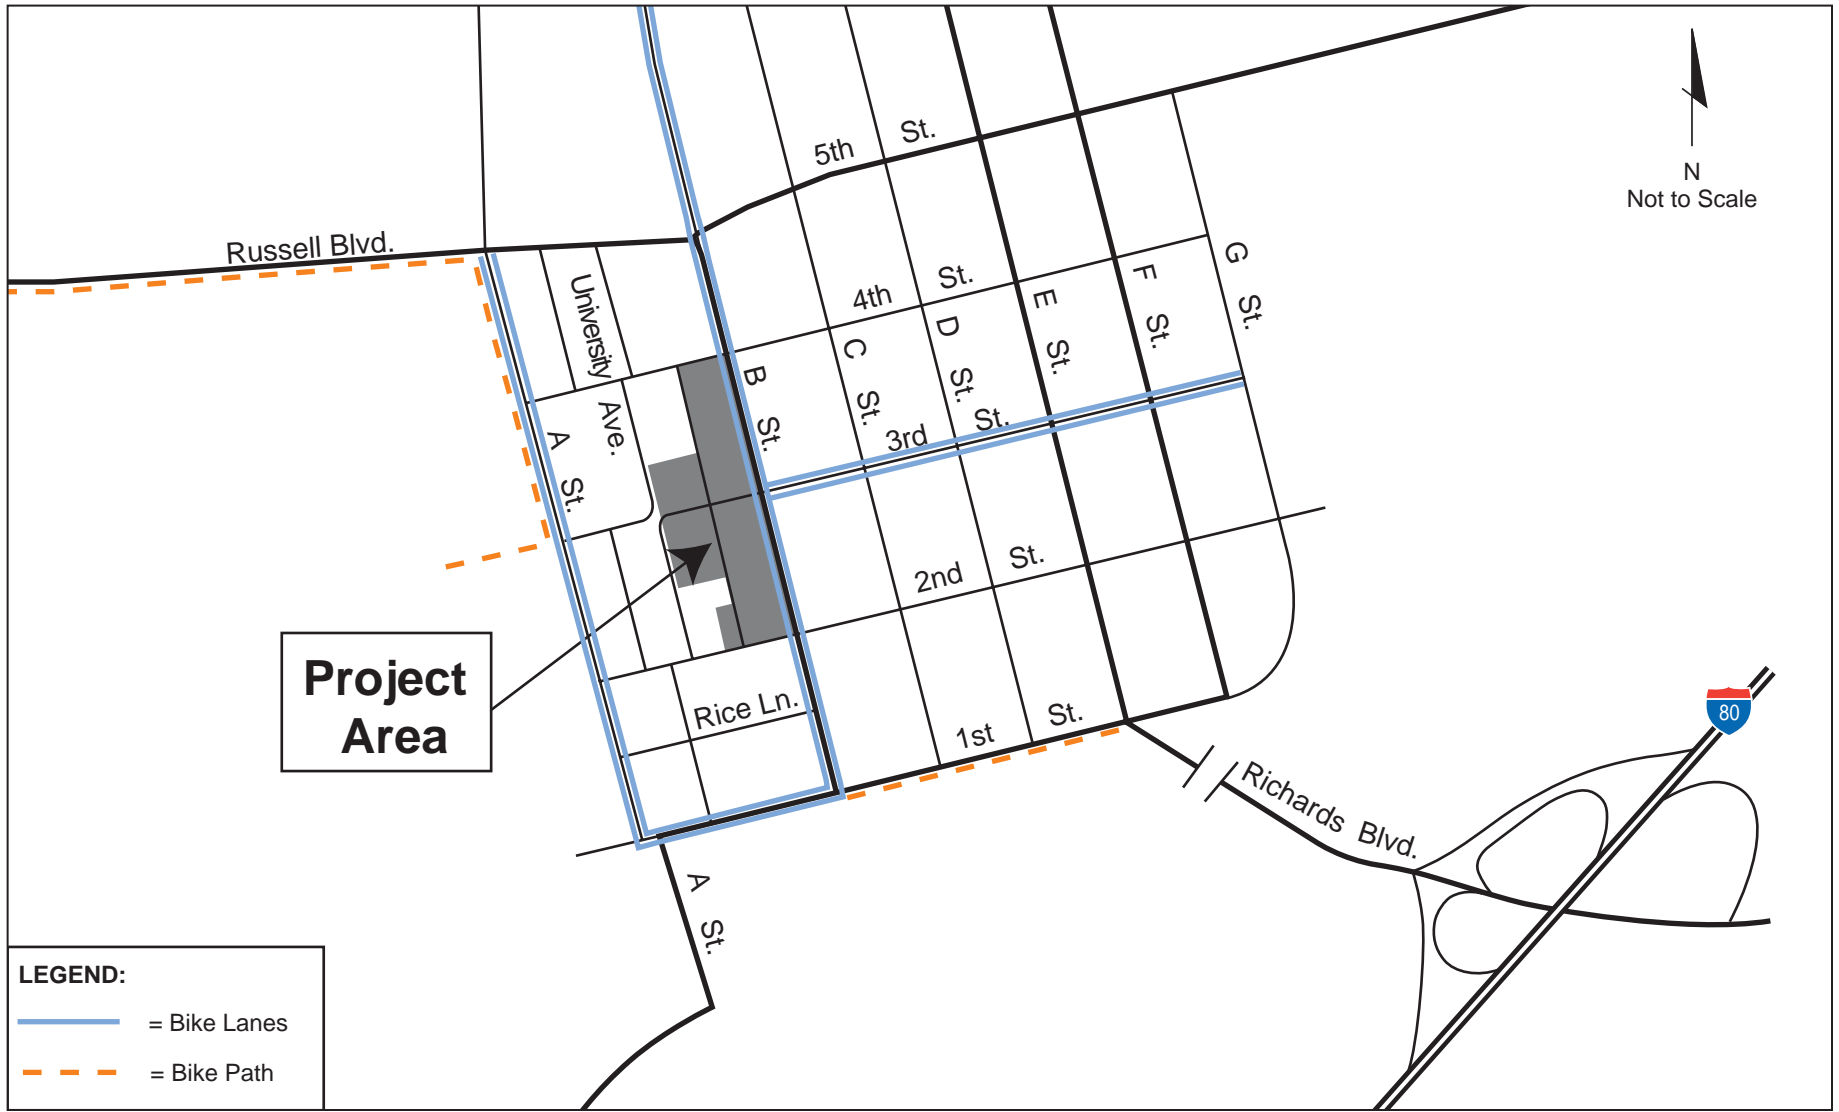 N
Not to Scale
5th St.
Russell Blvd.
University Ave.
4th St.
A St.
B St.
C St.
D St.
E St.
F St.
G St.
3rd St.
2nd St.
Project
Area
Rice Ln.
1st St.
80
Richards Blvd.
A St.
LEGEND:
= Bike Lanes
= Bike Path